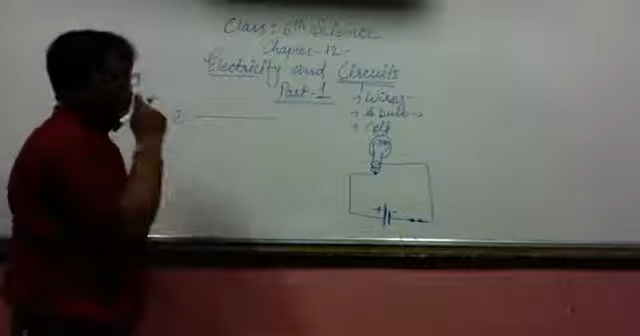 Class: 6th Science
Chapter-12-
Electricity and Circuits
Part-1
→ Wires-
→ A bulb →
→ Cell
+ -